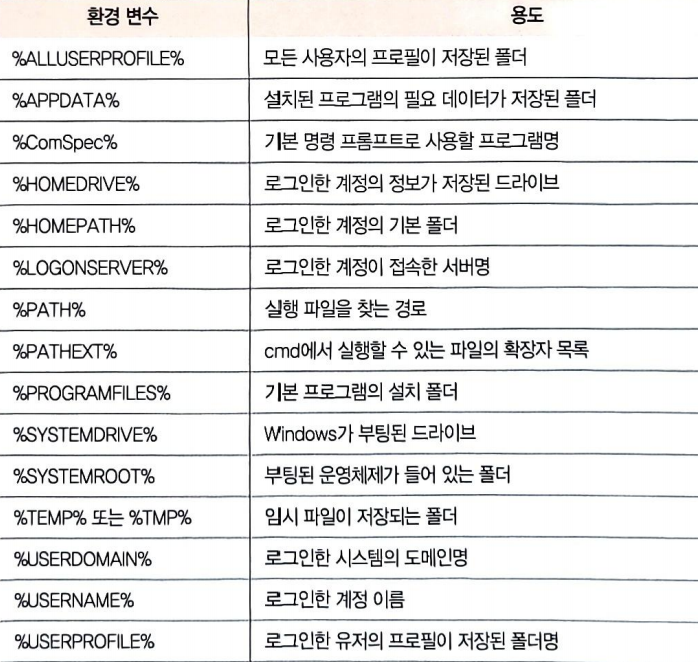 환경 변수 용도
%ALLUSERPROFILE% 모든 사용자의 프로필이 저장된 폴더
%APPDATA% 설치된 프로그램의 필요 데이터가 저장된 폴더
%ComSpec% 기본 명령 프롬프트로 사용할 프로그램명
%HOMEDRIVE% 로그인한 계정의 정보가 저장된 드라이브
%HOMEPATH% 로그인한 계정의 기본 폴더
%LOGONSERVER% 로그인한 계정이 접속한 서버명
%PATH% 실행 파일을 찾는 경로
%PATHEXT% cmd에서 실행할 수 있는 파일의 확장자 목록
%PROGRAMFILES% 기본 프로그램의 설치 폴더
%SYSTEMDRIVE% Windows가 부팅된 드라이브
%SYSTEMROOT% 부팅된 운영체제가 들어 있는 폴더
%TEMP% 또는 %TMP% 임시 파일이 저장되는 폴더
%USERDOMAIN% 로그인한 시스템의 도메인명
%USERNAME% 로그인한 계정 이름
%USERPROFILE% 로그인한 유저의 프로필이 저장된 폴더명